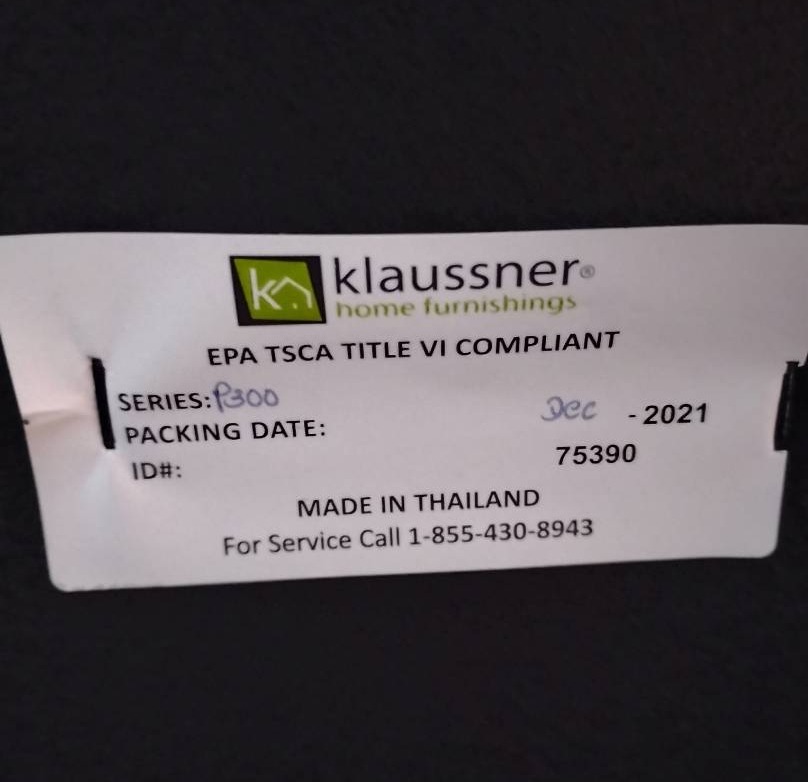 klaussner®
home furnishings
EPA TSCA TITLE VI COMPLIANT
SERIES: P300
PACKING DATE: Dec - 2021
ID#: 75390
MADE IN THAILAND
For Service Call 1-855-430-8943